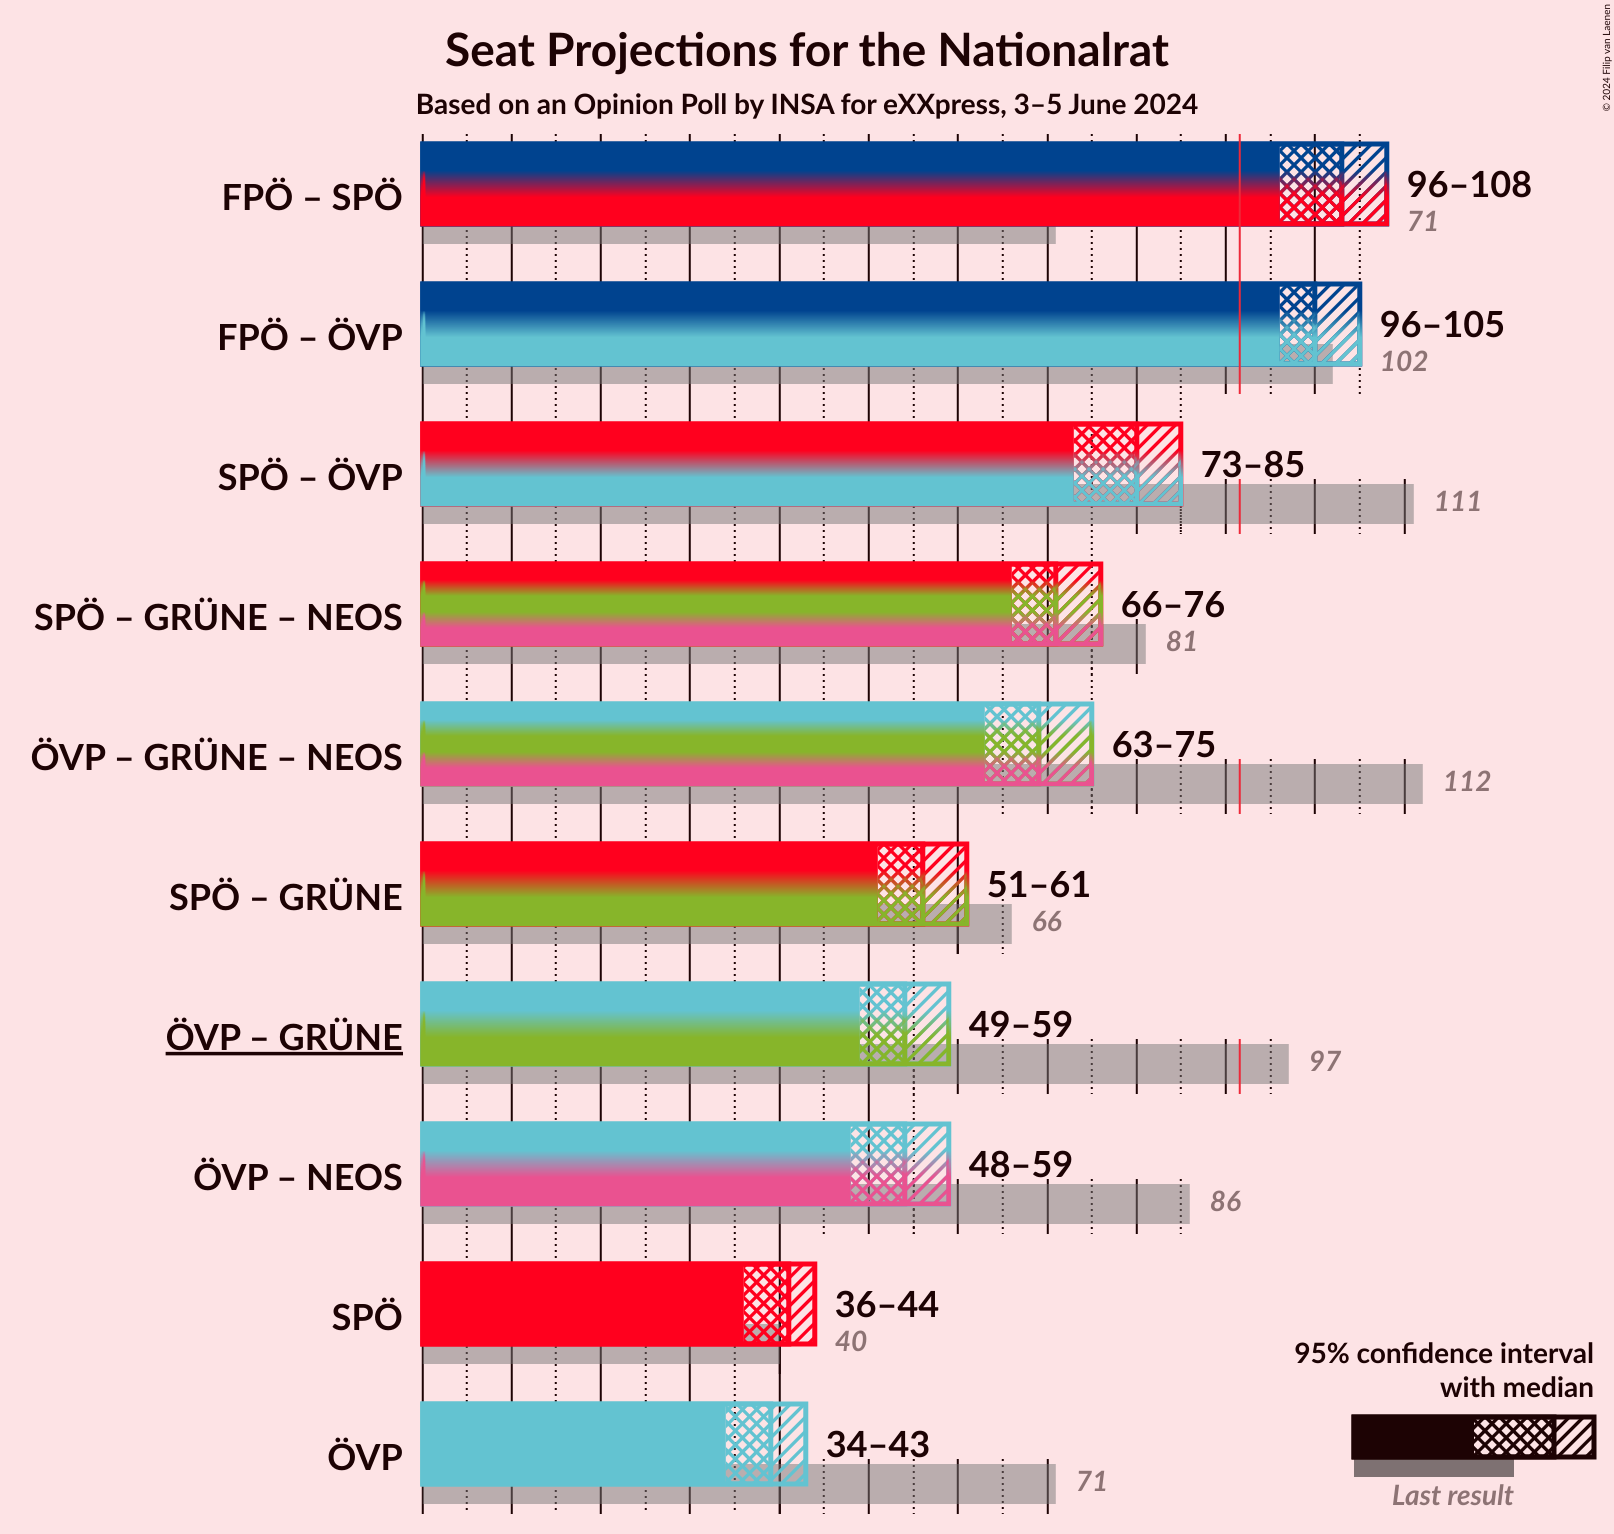 Seat Projections for the Nationalrat
Based on an Opinion Poll by INSA for eXXpress, 3–5 June 2024
© 2024 Filip van Laenen
FPÖ – SPÖ
96–108
71
FPÖ – ÖVP
96–105
102
SPÖ – ÖVP
73–85
111
SPÖ – GRÜNE – NEOS
66–76
81
ÖVP – GRÜNE – NEOS
63–75
112
SPÖ – GRÜNE
51–61
66
ÖVP – GRÜNE
49–59
97
ÖVP – NEOS
48–59
86
SPÖ
36–44
40
ÖVP
34–43
71
95% confidence interval
with median
Last result